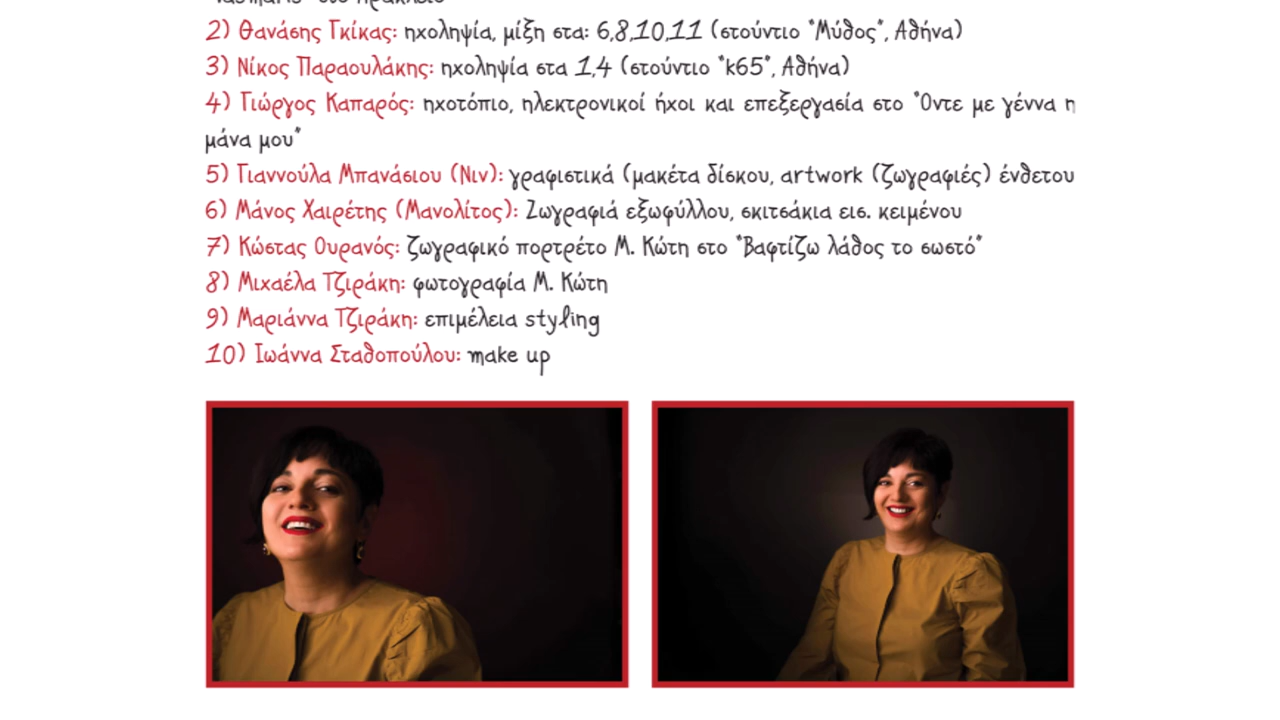 2) Θανάσης Γκίκας: ηχοληψία, μίξη στα: 6,8,10,11 (στούντιο "Μύθος", Αθήνα)
3) Νίκος Παραουλάκης: ηχοληψία στα 1,4 (στούντιο "k65", Αθήνα)
4) Γιώργος Καπαρός: ηχοτόπιο, ηλεκτρονικοί ήχοι και επεξεργασία στο "Όντε με γέννα η
μάνα μου"
5) Γιαννούλα Μπανάσιου (Νιν): γραφιστικά (μακέτα δίσκου, artwork (ζωγραφιές) ένθετου
6) Μάνος Χαιρέτης (Μανολίτος): Ζωγραφιά εξωφύλλου, σκιτσάκια εις. κειμένου
7) Κώστας Ουρανός: ζωγραφικό πορτρέτο Μ. Κώτη στο "Βαφτίζω λάθος το σωστό"
8) Μιχαέλα Τζιράκη: φωτογραφία Μ. Κώτη
9) Μαριάννα Τζιράκη: επιμέλεια styling
10) Ιωάννα Σταθοπούλου: make up